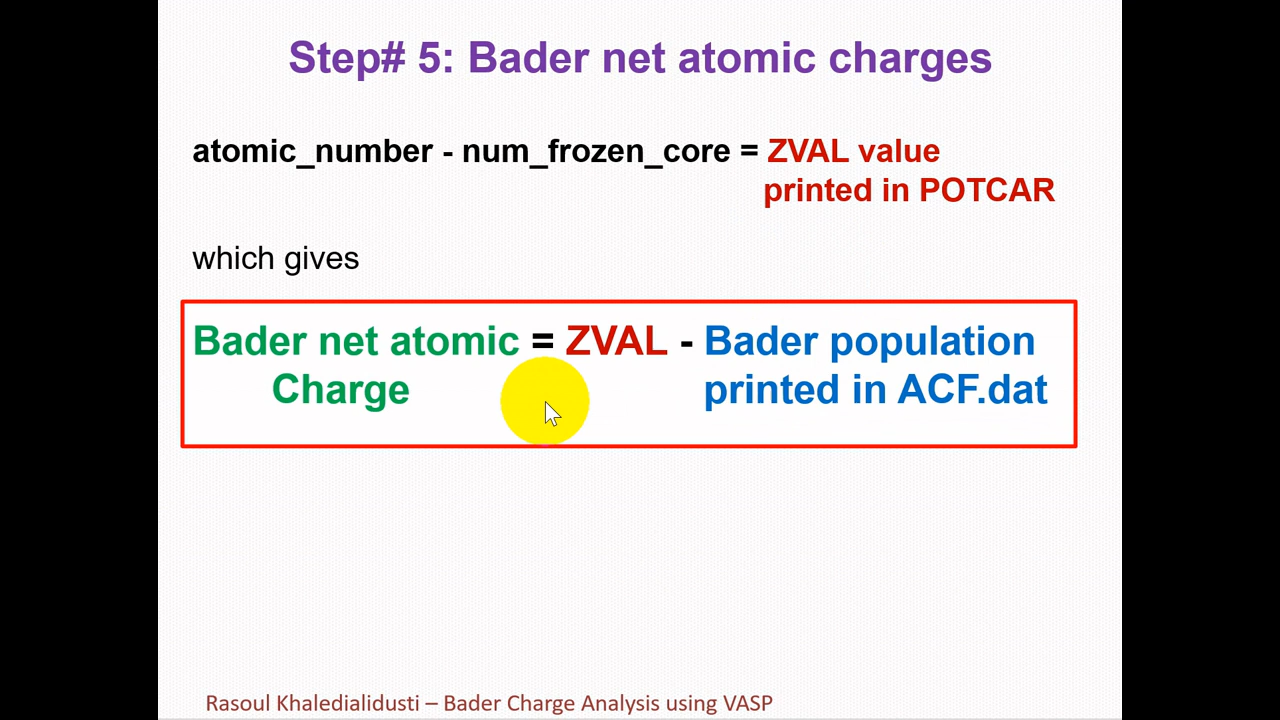 Step# 5: Bader net atomic charges
atomic_number - num_frozen_core = ZVAL value
printed in POTCAR
which gives
Bader net atomic = ZVAL - Bader population
Charge printed in ACF.dat
Rasoul Khaledialidusti – Bader Charge Analysis using VASP